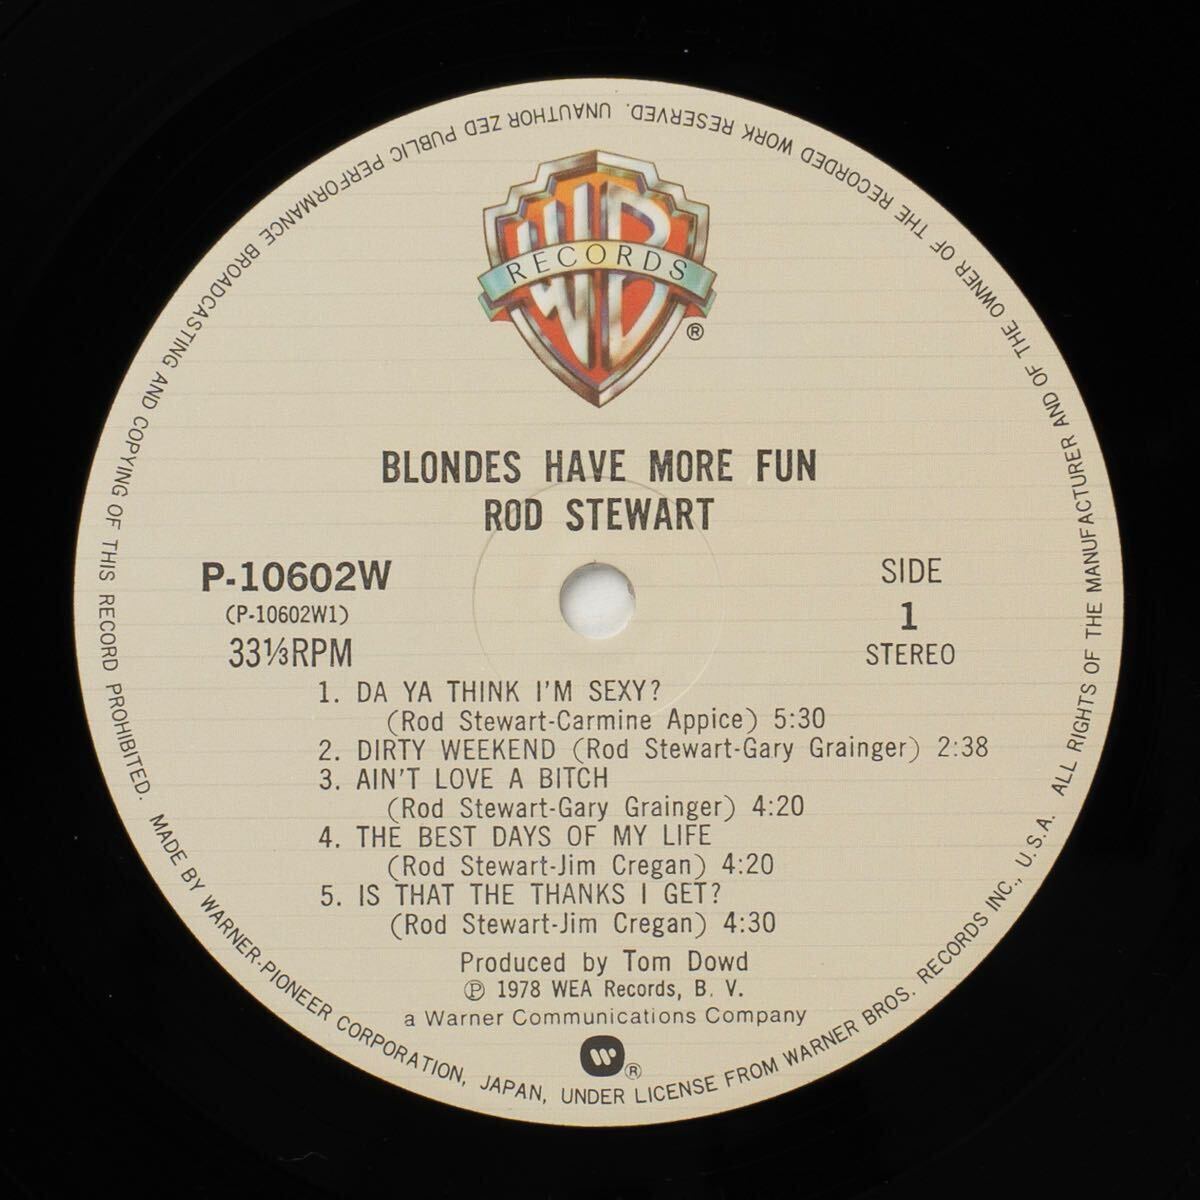 WB
RECORDS
®
BLONDES HAVE MORE FUN
ROD STEWART
P-10602W
(P-10602W1)
33⅓RPM
SIDE
1
STEREO
1. DA YA THINK I'M SEXY?
(Rod Stewart-Carmine Appice) 5:30
2. DIRTY WEEKEND (Rod Stewart-Gary Grainger) 2:38
3. AIN'T LOVE A BITCH
(Rod Stewart-Gary Grainger) 4:20
4. THE BEST DAYS OF MY LIFE
(Rod Stewart-Jim Cregan) 4:20
5. IS THAT THE THANKS I GET?
(Rod Stewart-Jim Cregan) 4:30
Produced by Tom Dowd
℗ 1978 WEA Records, B. V.
a Warner Communications Company
®
MADE BY WARNER-PIONEER CORPORATION, JAPAN, UNDER LICENSE FROM WARNER BROS. RECORDS INC., U.S.A. ALL RIGHTS OF THE MANUFACTURER AND OF THE OWNER OF THE RECORDED WORK RESERVED. UNAUTHOR ZED PUBLIC PERFORMANCE BROADCASTING AND COPYING OF THIS RECORD PROHIBITED.